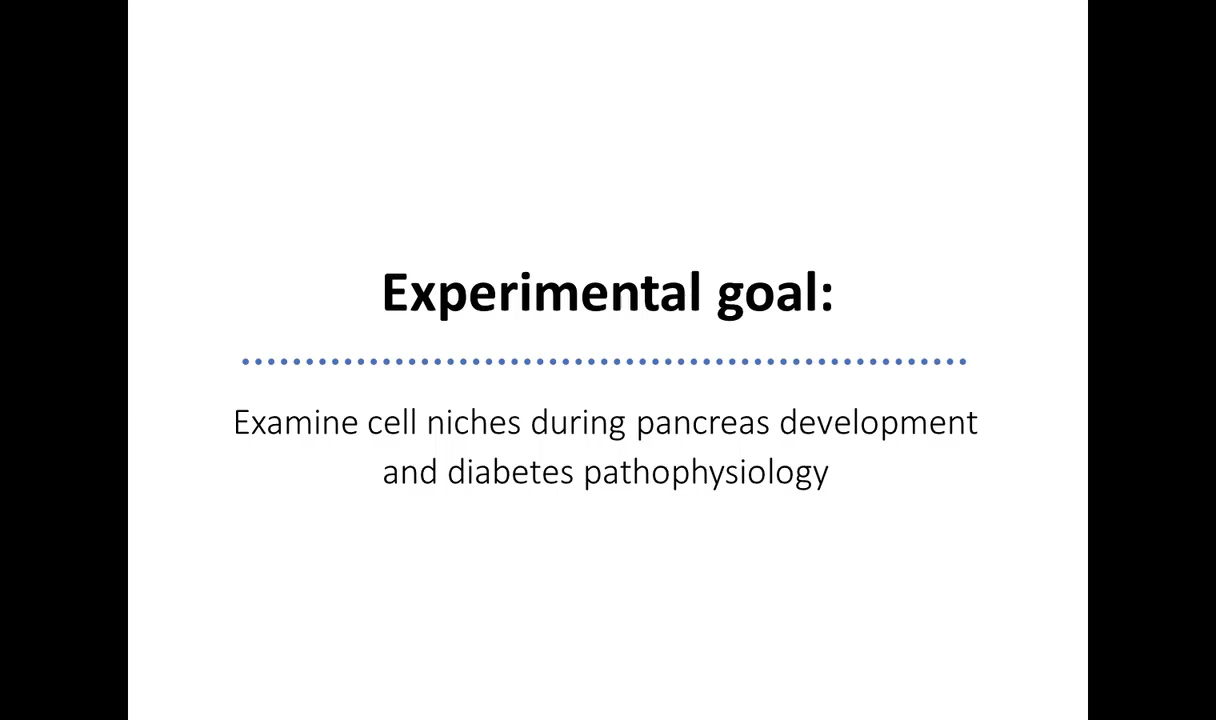 Experimental goal:
Examine cell niches during pancreas development
and diabetes pathophysiology